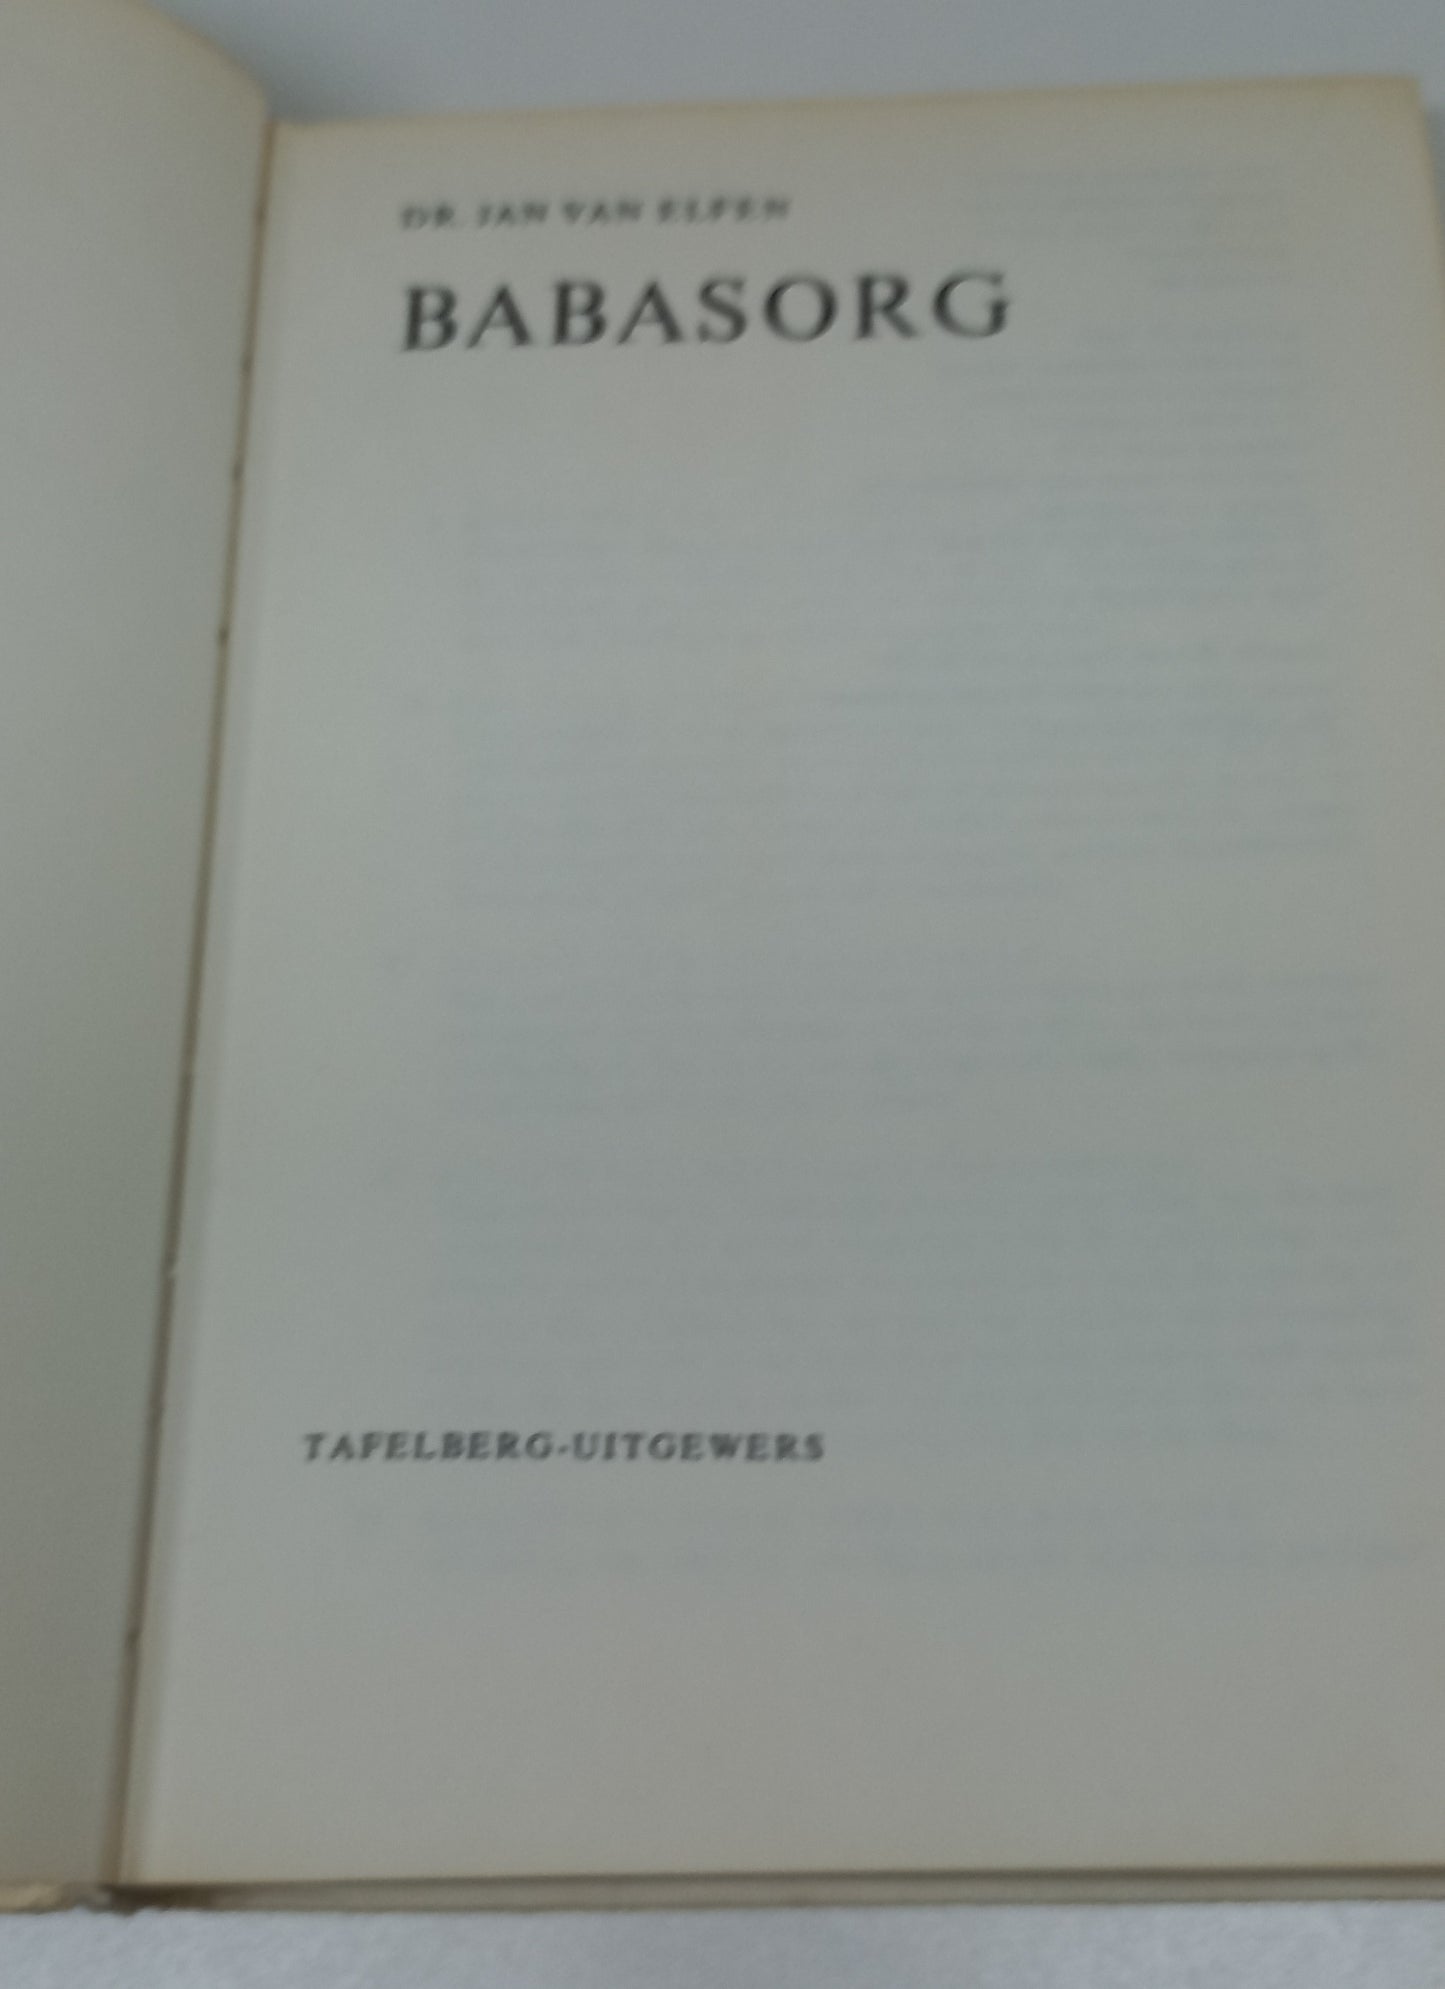 DR. JAN VAN ELFEN
BABASORG
TAFELBERG-UITGEWERS